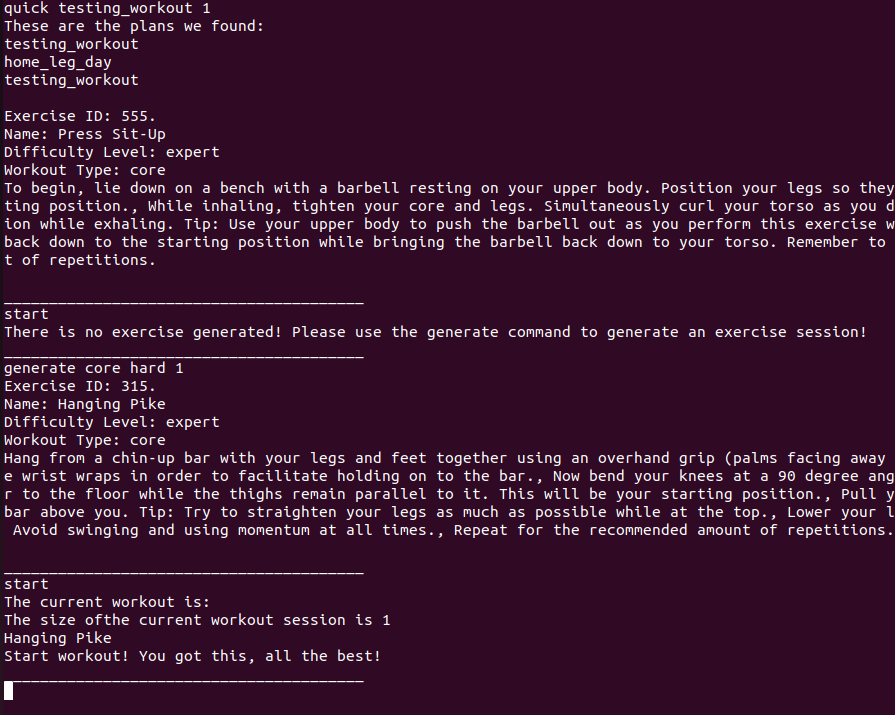 quick testing_workout 1
These are the plans we found:
testing_workout
home_leg_day
testing_workout
Exercise ID: 555.
Name: Press Sit-Up
Difficulty Level: expert
Workout Type: core
To begin, lie down on a bench with a barbell resting on your upper body. Position your legs so they
ting position., While inhaling, tighten your core and legs. Simultaneously curl your torso as you d
ion while exhaling. Tip: Use your upper body to push the barbell out as you perform this exercise w
back down to the starting position while bringing the barbell back down to your torso. Remember to
t of repetitions.
________________________________________
start
There is no exercise generated! Please use the generate command to generate an exercise session!
________________________________________
generate core hard 1
Exercise ID: 315.
Name: Hanging Pike
Difficulty Level: expert
Workout Type: core
Hang from a chin-up bar with your legs and feet together using an overhand grip (palms facing away
e wrist wraps in order to facilitate holding on to the bar., Now bend your knees at a 90 degree ang
r to the floor while the thighs remain parallel to it. This will be your starting position., Pull y
bar above you. Tip: Try to straighten your legs as much as possible while at the top., Lower your l
Avoid swinging and using momentum at all times., Repeat for the recommended amount of repetitions.
________________________________________
start
The current workout is:
The size ofthe current workout session is 1
Hanging Pike
Start workout! You got this, all the best!
________________________________________